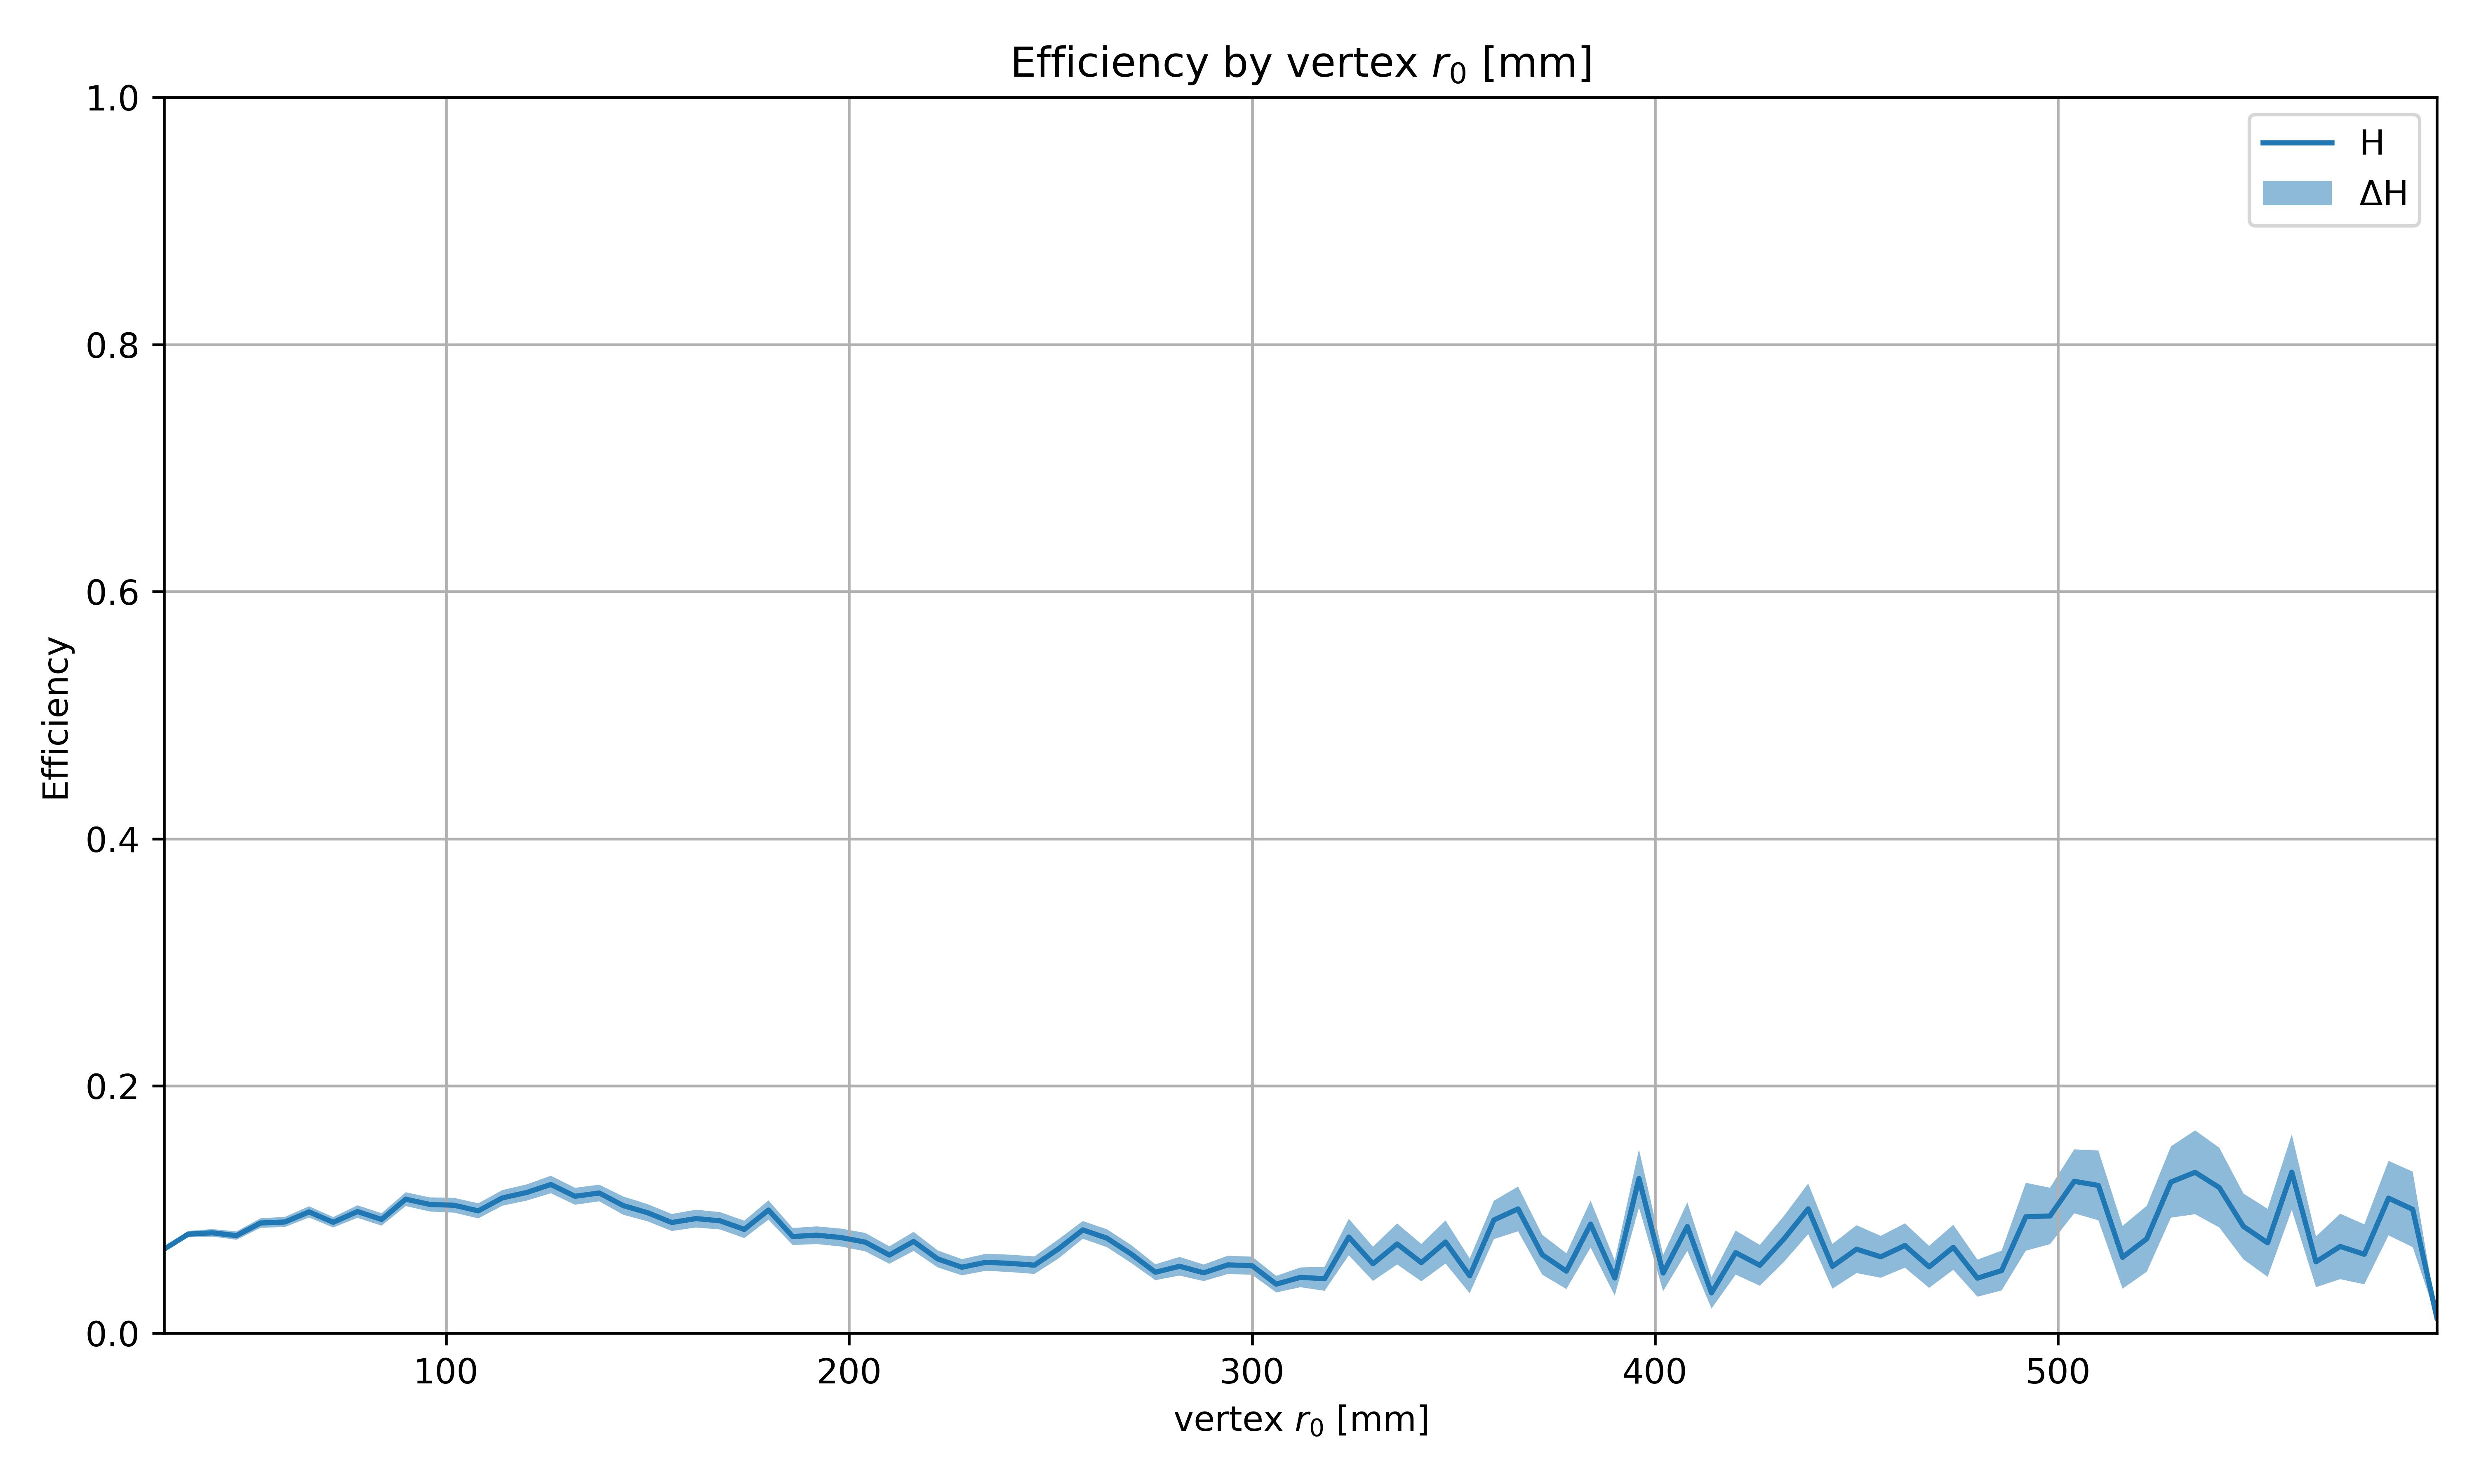 Efficiency by vertex r₀ [mm]
1.0
0.8
0.6
0.4
0.2
0.0
Efficiency
H
ΔH
100 200 300 400 500
vertex r₀ [mm]